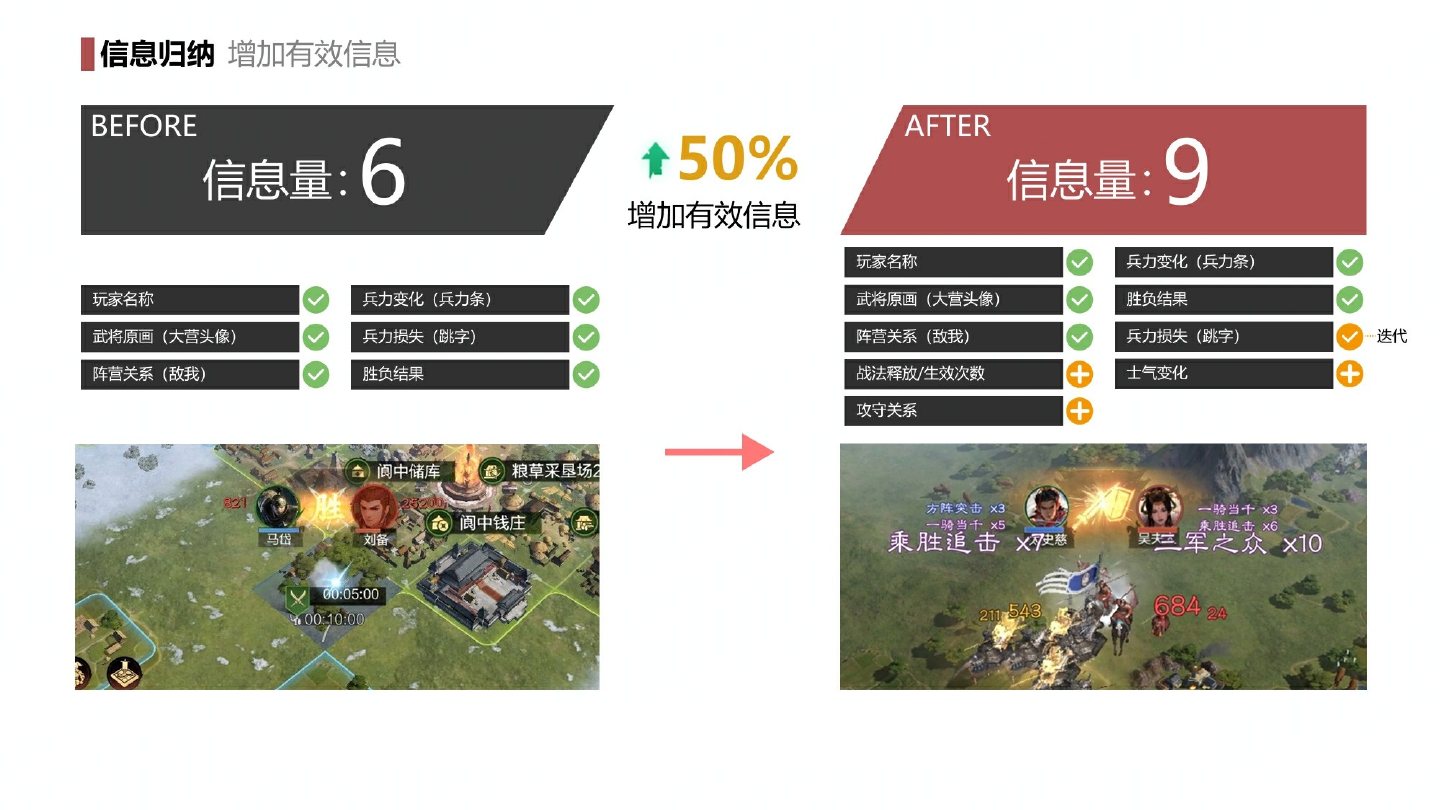 信息归纳 增加有效信息
BEFORE
信息量：6
50%
增加有效信息
AFTER
信息量：9
玩家名称
兵力变化（兵力条）
武将原画（大营头像）
兵力损失（跳字）
阵营关系（敌我）
胜负结果
玩家名称
兵力变化（兵力条）
武将原画（大营头像）
胜负结果
阵营关系（敌我）
兵力损失（跳字）
迭代
战法释放/生效次数
士气变化
攻守关系
阆中储库
粮草采垦场2
821
胜
25200
阆中钱庄
马岱
刘备
00:05:00
00:10:00
方阵突击 x3
一骑当千 x5
乘胜追击 x7
史慈
一骑当千 x3
乘胜追击 x6
三军之众 x10
211
543
684
24